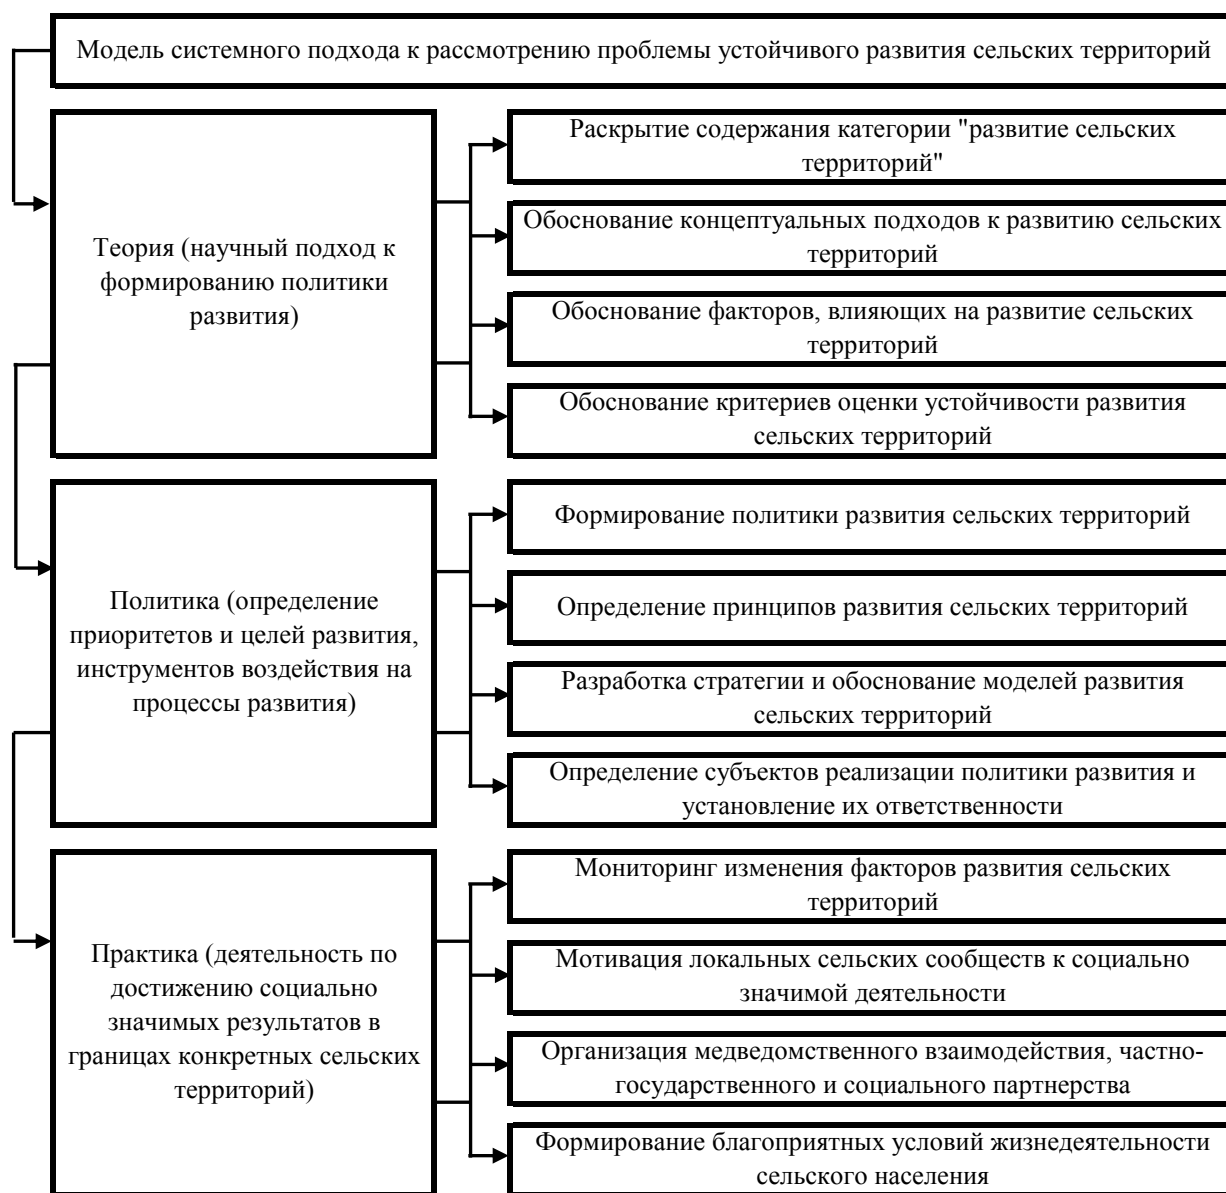 Модель системного подхода к рассмотрению проблемы устойчивого развития сельских территорий
Теория (научный подход к
формированию политики
развития)
Раскрытие содержания категории "развитие сельских
территорий"
Обоснование концептуальных подходов к развитию сельских
территорий
Обоснование факторов, влияющих на развитие сельских
территорий
Обоснование критериев оценки устойчивости развития
сельских территорий
Политика (определение
приоритетов и целей развития,
инструментов воздействия на
процессы развития)
Формирование политики развития сельских территорий
Определение принципов развития сельских территорий
Разработка стратегии и обоснование моделей развития
сельских территорий
Определение субъектов реализации политики развития и
установление их ответственности
Практика (деятельность по
достижению социально
значимых результатов в
границах конкретных сельских
территорий)
Мониторинг изменения факторов развития сельских
территорий
Мотивация локальных сельских сообществ к социально
значимой деятельности
Организация медведомственного взаимодействия, частно-
государственного и социального партнерства
Формирование благоприятных условий жизнедеятельности
сельского населения